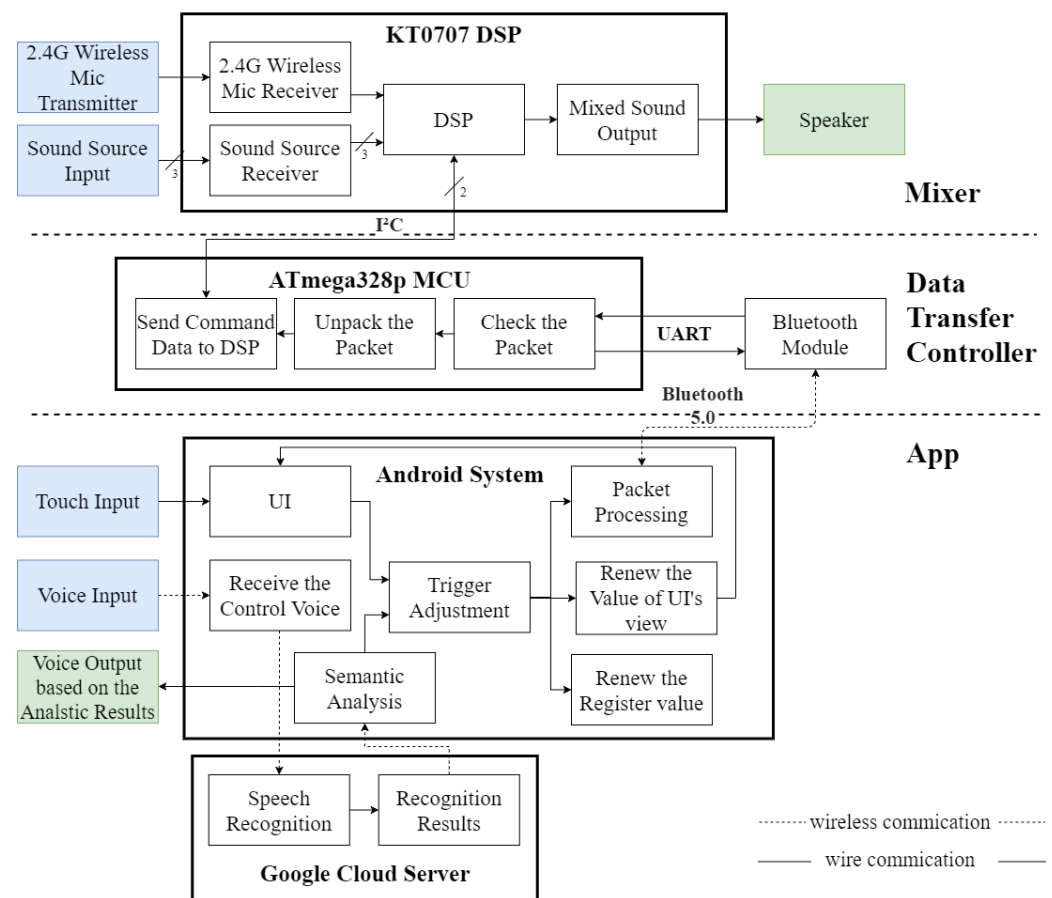 KT0707 DSP
2.4G Wireless
Mic
Transmitter
2.4G Wireless
Mic Receiver
DSP
Mixed Sound
Output
Speaker
Sound Source
Input
3
Sound Source
Receiver
3
2
Mixer
I²C
ATmega328p MCU
Send Command
Data to DSP
Unpack the
Packet
Check the
Packet
UART
Bluetooth
Module
Data
Transfer
Controller
Bluetooth
5.0
App
Android System
Touch Input
UI
Packet
Processing
Voice Input
Receive the
Control Voice
Trigger
Adjustment
Renew the
Value of UI's
view
Voice Output
based on the
Analstic Results
Semantic
Analysis
Renew the
Register value
Speech
Recognition
Recognition
Results
Google Cloud Server
wireless commication
wire commication